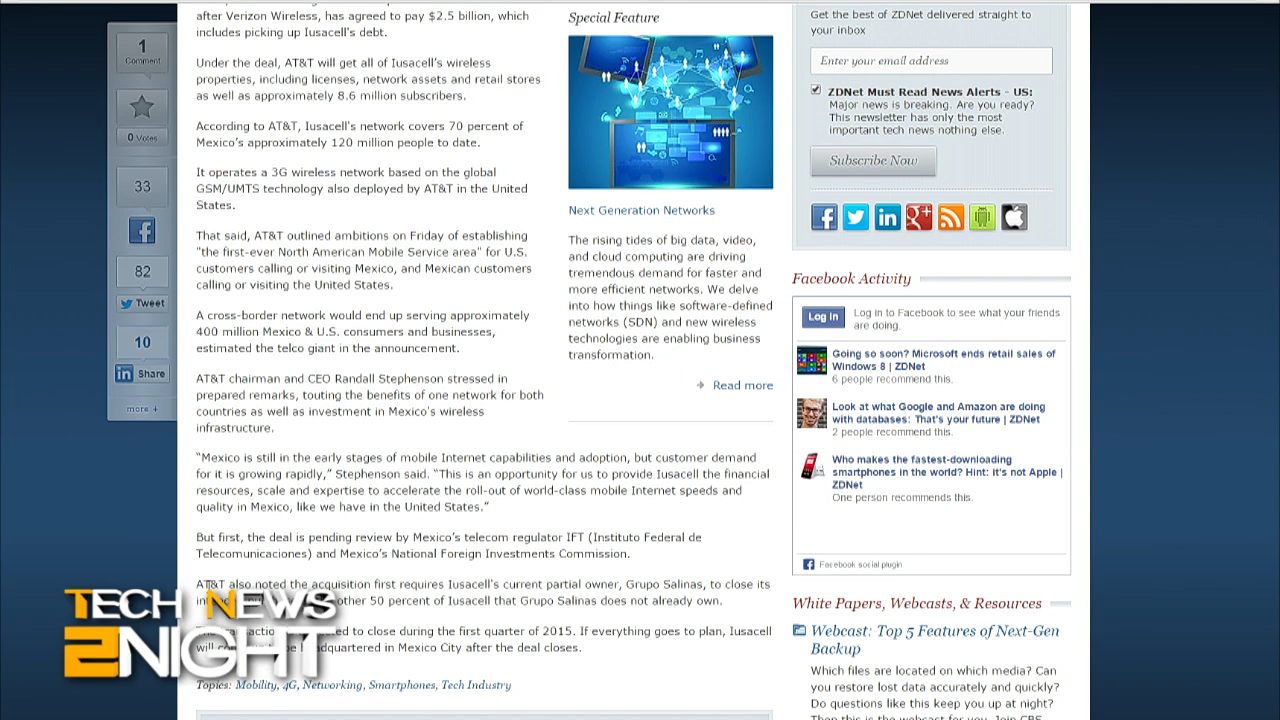 after Verizon Wireless, has agreed to pay $2.5 billion, which
includes picking up Iusacell's debt.
Under the deal, AT&T will get all of Iusacell's wireless
properties, including licenses, network assets and retail stores
as well as approximately 8.6 million subscribers.
According to AT&T, Iusacell's network covers 70 percent of
Mexico's approximately 120 million people to date.
It operates a 3G wireless network based on the global
GSM/UMTS technology also deployed by AT&T in the United
States.
That said, AT&T outlined ambitions on Friday of establishing
"the first-ever North American Mobile Service area" for U.S.
customers calling or visiting Mexico, and Mexican customers
calling or visiting the United States.
A cross-border network would end up serving approximately
400 million Mexico & U.S. consumers and businesses,
estimated the telco giant in the announcement.
AT&T chairman and CEO Randall Stephenson stressed in
prepared remarks, touting the benefits of one network for both
countries as well as investment in Mexico's wireless
infrastructure.
“Mexico is still in the early stages of mobile Internet capabilities and adoption, but customer demand
for it is growing rapidly,” Stephenson said. “This is an opportunity for us to provide Iusacell the financial
resources, scale and expertise to accelerate the roll-out of world-class mobile Internet speeds and
quality in Mexico, like we have in the United States.”
But first, the deal is pending review by Mexico's telecom regulator IFT (Instituto Federal de
Telecomunicaciones) and Mexico's National Foreign Investments Commission.
AT&T also noted the acquisition first requires Iusacell's current partial owner, Grupo Salinas, to close its
other 50 percent of Iusacell that Grupo Salinas does not already own.
to close during the first quarter of 2015. If everything goes to plan, Iusacell
headquartered in Mexico City after the deal closes.
Topics: Mobility, 4G, Networking, Smartphones, Tech Industry
1
Comment
0 Votes
33
82
Tweet
10
Share
more +
Special Feature
Next Generation Networks
The rising tides of big data, video,
and cloud computing are driving
tremendous demand for faster and
more efficient networks. We delve
into how things like software-defined
networks (SDN) and new wireless
technologies are enabling business
transformation.
Read more
Get the best of ZDNet delivered straight to
your inbox
Enter your email address
ZDNet Must Read News Alerts - US:
Major news is breaking. Are you ready?
This newsletter has only the most
important tech news nothing else.
Subscribe Now
Facebook Activity
Log In
Log in to Facebook to see what your friends
are doing.
Going so soon? Microsoft ends retail sales of
Windows 8 | ZDNet
6 people recommend this.
Look at what Google and Amazon are doing
with databases: That's your future | ZDNet
2 people recommend this.
Who makes the fastest-downloading
smartphones in the world? Hint: it's not Apple |
ZDNet
One person recommends this.
Facebook social plugin
White Papers, Webcasts, & Resources
Webcast: Top 5 Features of Next-Gen
Backup
Which files are located on which media? Can
you restore lost data accurately and quickly?
Do questions like this keep you up at night?
Then this is the webcast for you. Join CBS
TECH NEWS
2NIGHT